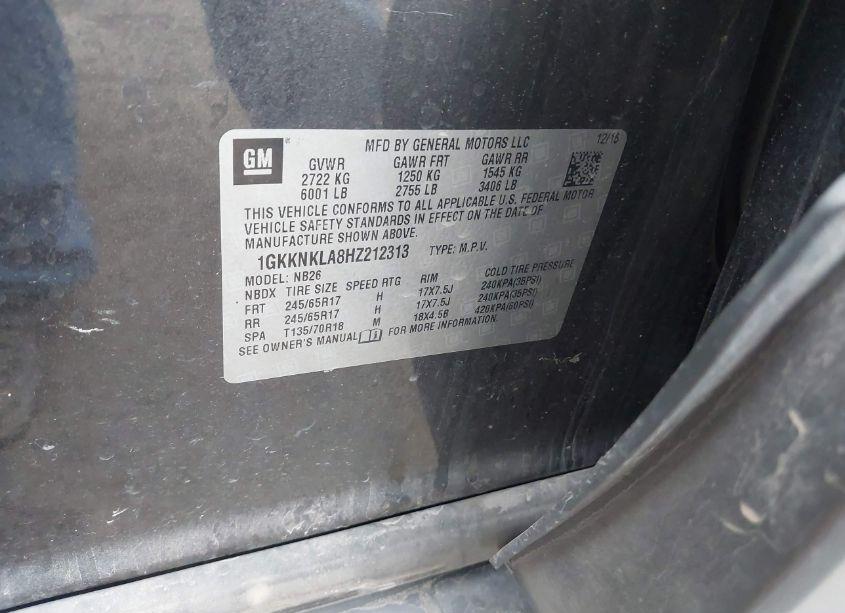 GM
MFD BY GENERAL MOTORS LLC 12/16
GVWR GAWR FRT GAWR RR
2722 KG 1250 KG 1545 KG
6001 LB 2755 LB 3406 LB
THIS VEHICLE CONFORMS TO ALL APPLICABLE U.S. FEDERAL MOTOR
VEHICLE SAFETY STANDARDS IN EFFECT ON THE DATE OF
MANUFACTURE SHOWN ABOVE.
1GKKNKLA8HZ212313 TYPE: M.P.V.
MODEL: NB26
NBDX TIRE SIZE SPEED RTG RIM COLD TIRE PRESSURE
FRT 245/65R17 H 17X7.5J 240KPA(35PSI)
RR 245/65R17 H 17X7.5J 240KPA(35PSI)
SPA T135/70R18 M 18X4.5B 420KPA(60PSI)
SEE OWNER'S MANUAL FOR MORE INFORMATION.